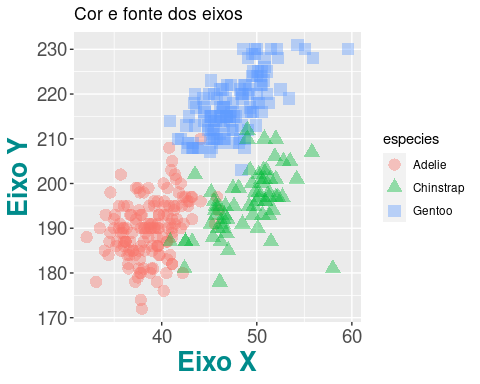 Cor e fonte dos eixos
230
220
210
200
190
180
170
40 50 60
Eixo X
Eixo Y
especies
Adelie
Chinstrap
Gentoo